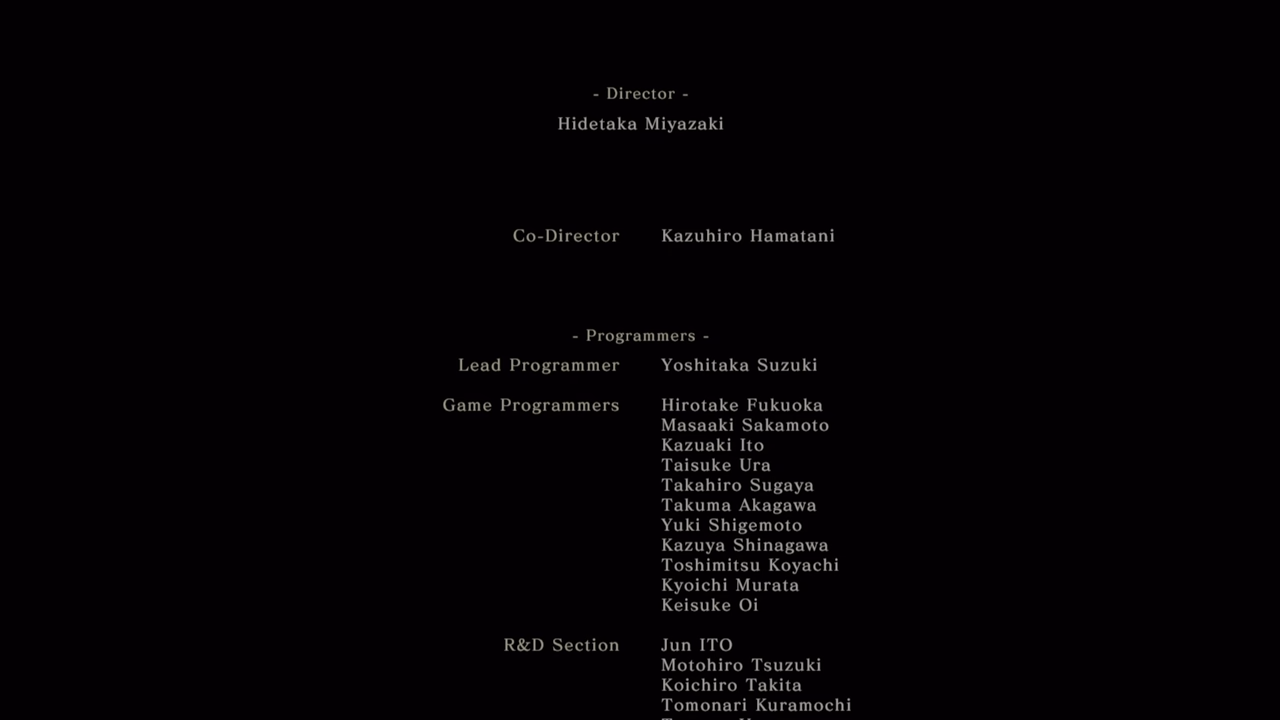 - Director -
Hidetaka Miyazaki
Co-Director Kazuhiro Hamatani
- Programmers -
Lead Programmer Yoshitaka Suzuki
Game Programmers Hirotake Fukuoka
Masaaki Sakamoto
Kazuaki Ito
Taisuke Ura
Takahiro Sugaya
Takuma Akagawa
Yuki Shigemoto
Kazuya Shinagawa
Toshimitsu Koyachi
Kyoichi Murata
Keisuke Oi
R&D Section Jun ITO
Motohiro Tsuzuki
Koichiro Takita
Tomonari Kuramochi